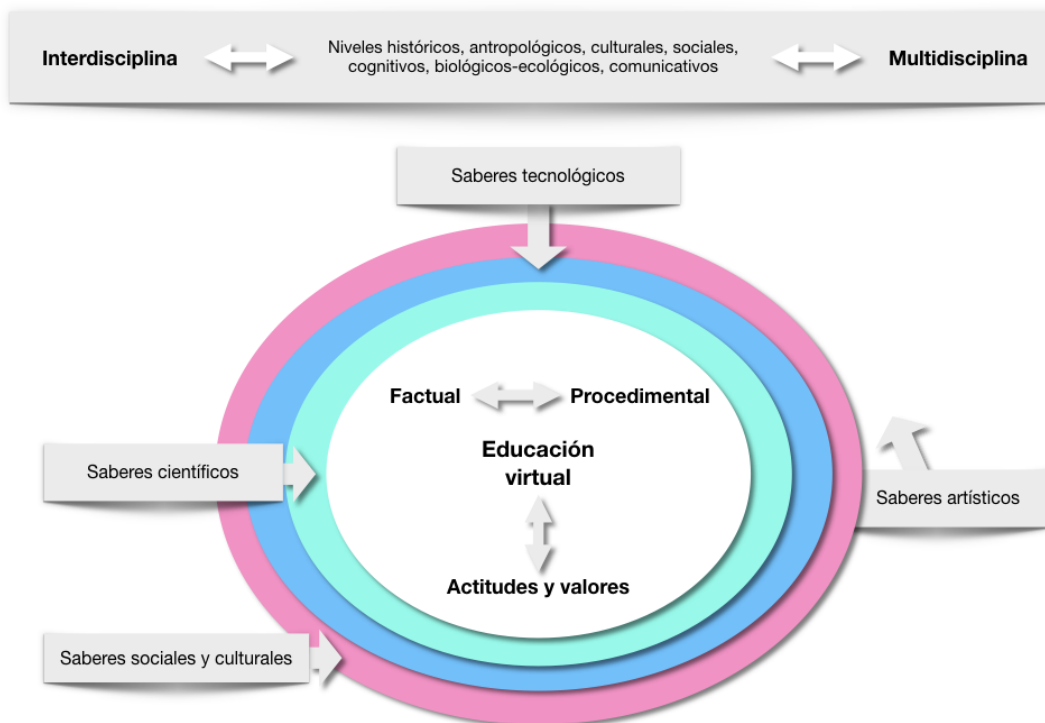 Interdisciplina
Niveles históricos, antropológicos, culturales, sociales,
cognitivos, biológicos-ecológicos, comunicativos
Multidisciplina
Saberes tecnológicos
Factual
Procedimental
Educación
virtual
Saberes científicos
Saberes artísticos
Actitudes y valores
Saberes sociales y culturales